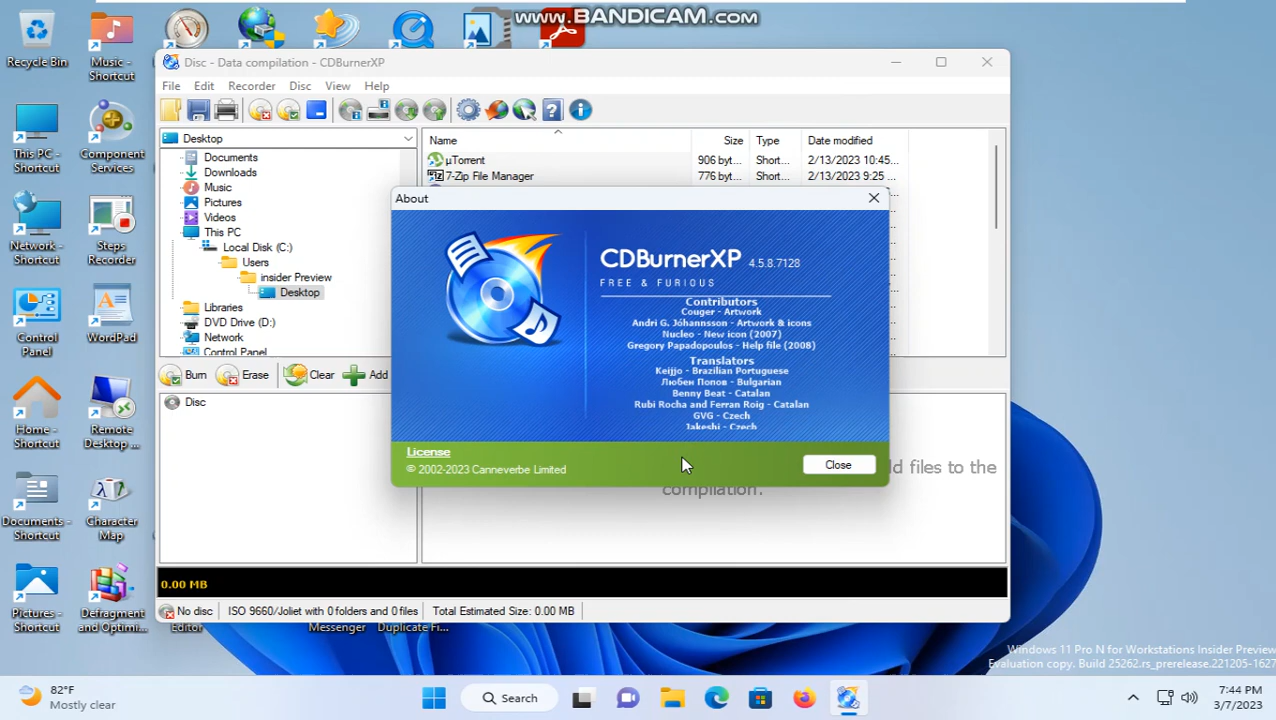 www.BANDICAM.com
Recycle Bin
Music - Shortcut
This PC - Shortcut
Component Services
Network - Shortcut
Steps Recorder
Control Panel
WordPad
Home - Shortcut
Remote Desktop ...
Documents - Shortcut
Character Map
Pictures - Shortcut
Defragment and Optimi...
Disc - Data compilation - CDBurnerXP
File Edit Recorder Disc View Help
Desktop
Documents
Downloads
Music
Pictures
Videos
This PC
Local Disk (C:)
Users
insider Preview
Desktop
Libraries
DVD Drive (D:)
Network
Control Panel
Name Size Type Date modified
µTorrent 906 byt... Short... 2/13/2023 10:45...
7-Zip File Manager 776 byt... Short... 2/13/2023 9:25
Burn Erase Clear Add
Disc
About
CDBurnerXP 4.5.8.7128
FREE & FURIOUS
Contributors
Couger - Artwork
Andri G. Jóhannsson - Artwork & icons
Nucleo - New icon (2007)
Gregory Papadopoulos - Help file (2008)
Translators
Keijjo - Brazilian Portuguese
Любен Попов - Bulgarian
Benny Beat - Catalan
Rubi Rocha and Ferran Roig - Catalan
GVG - Czech
Jakeshi - Czech
License
© 2002-2023 Canneverbe Limited
Close
d files to the
compilation.
0.00 MB
No disc ISO 9660/Joliet with 0 folders and 0 files Total Estimated Size: 0.00 MB
Editor
Messenger
Duplicate Fi...
Windows 11 Pro N for Workstations Insider Preview
Evaluation copy. Build 25262.rs_prerelease.221205-1627
82°F
Mostly clear
Search
7:44 PM
3/7/2023